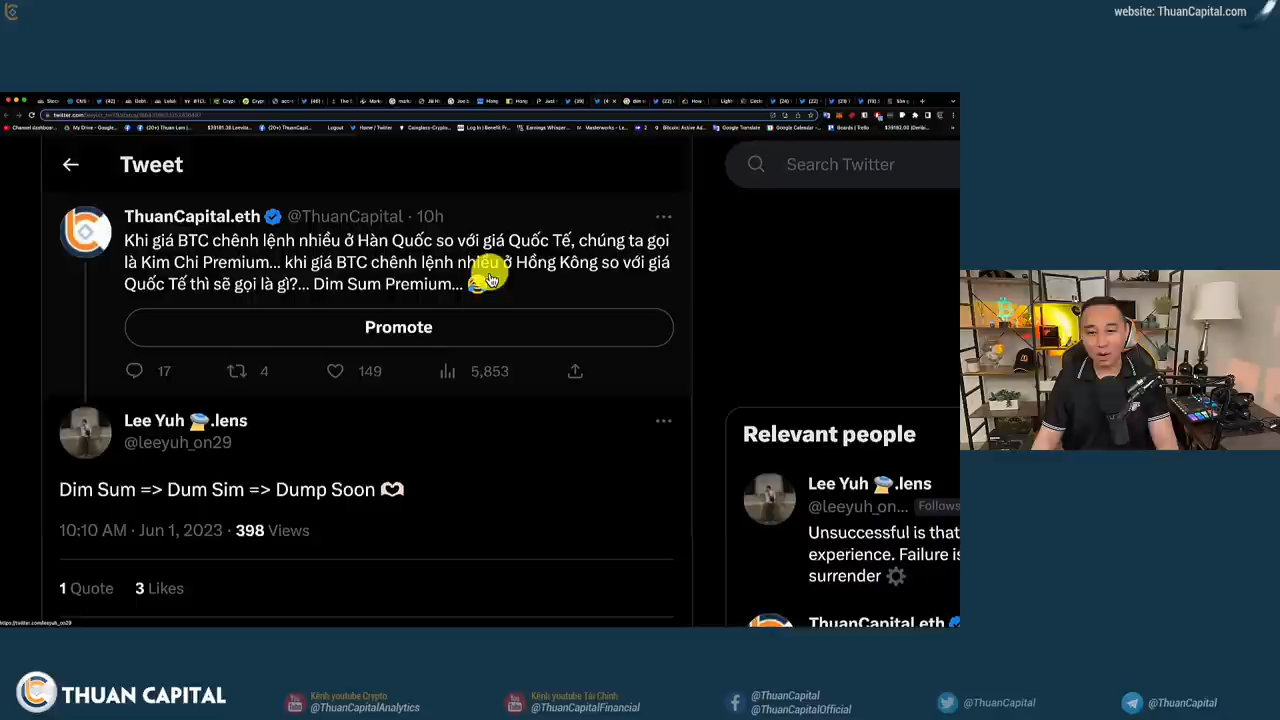 website: ThuanCapital.com
Tweet
Search Twitter
ThuanCapital.eth @ThuanCapital · 10h
Khi giá BTC chênh lệnh nhiều ở Hàn Quốc so với giá Quốc Tế, chúng ta gọi
là Kim Chi Premium... khi giá BTC chênh lệnh nhiều ở Hồng Kông so với giá
Quốc Tế thì sẽ gọi là gì?... Dim Sum Premium... 😂
Promote
17 4 149 5,853
Lee Yuh .lens
@leeyuh_on29
Dim Sum => Dum Sim => Dump Soon 🫶
10:10 AM · Jun 1, 2023 · 398 Views
1 Quote 3 Likes
Relevant people
Lee Yuh .lens
@leeyuh_on... Follows
Unsuccessful is that
experience. Failure is
surrender ⚙️
ThuanCapital.eth
THUAN CAPITAL
Kênh youtube Crypto
@ThuanCapitalAnalytics
Kênh youtube Tài Chính
@ThuanCapitalFinancial
@ThuanCapital
@ThuanCapitalOfficial
@ThuanCapital
@ThuanCapital